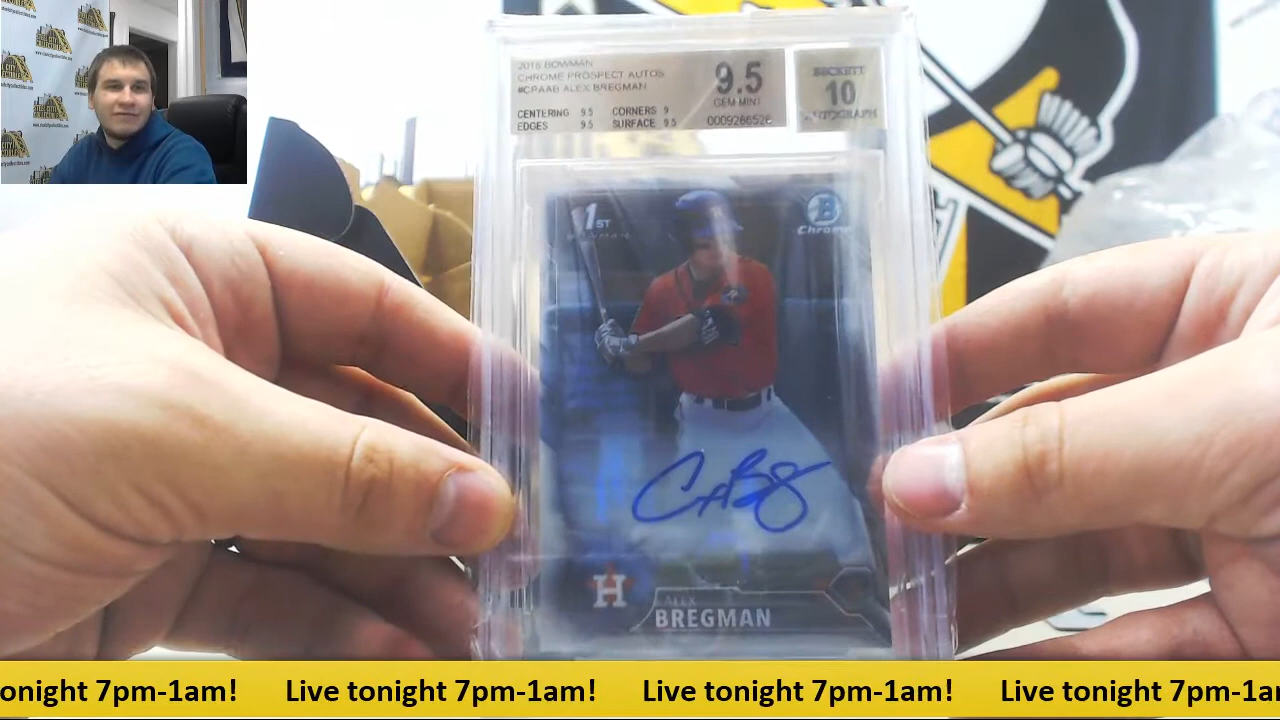 2016 BOWMAN
CHROME PROSPECT AUTOS
#CPAAB ALEX BREGMAN
CENTERING 9.5 CORNERS 9
EDGES 9.5 SURFACE 9.5
9.5
GEM MINT
0009286526
BECKETT
10
AUTOGRAPH
1ST
B
Chrome
H
ALEX
BREGMAN
onight 7pm-1am! Live tonight 7pm-1am! Live tonight 7pm-1am! Live tonight 7pm-1a